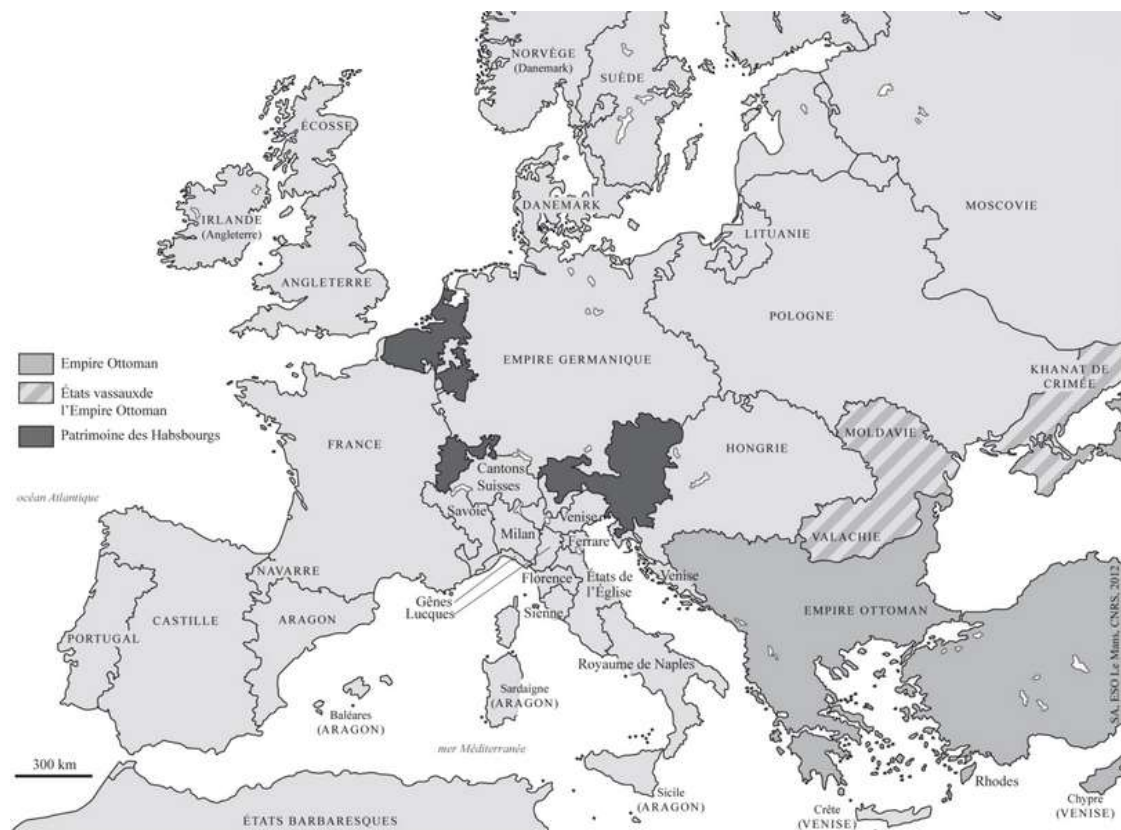 NORVÈGE
(Danemark)
SUÈDE
ÉCOSSE
DANEMARK
IRLANDE
(Angleterre)
LITUANIE
MOSCOVIE
ANGLETERRE
POLOGNE
EMPIRE GERMANIQUE
Empire Ottoman
États vassauxde
l'Empire Ottoman
Patrimoine des Habsbourgs
KHANAT DE
CRIMÉE
FRANCE
MOLDAVIE
HONGRIE
Cantons
Suisses
océan Atlantique
Savoie
Venise
Milan
Ferrare
VALACHIE
NAVARRE
Florence
États de
l'Église
Venise
Gênes
Lucques
Sienne
EMPIRE OTTOMAN
PORTUGAL
CASTILLE
ARAGON
Royaume de Naples
Sardaigne
(ARAGON)
Baléares
(ARAGON)
mer Méditerranée
300 km
Sicile
(ARAGON)
Rhodes
Crête
(VENISE)
Chypre
(VENISE)
ÉTATS BARBARESQUES
SA, ESO Le Mans, CNRS, 2012